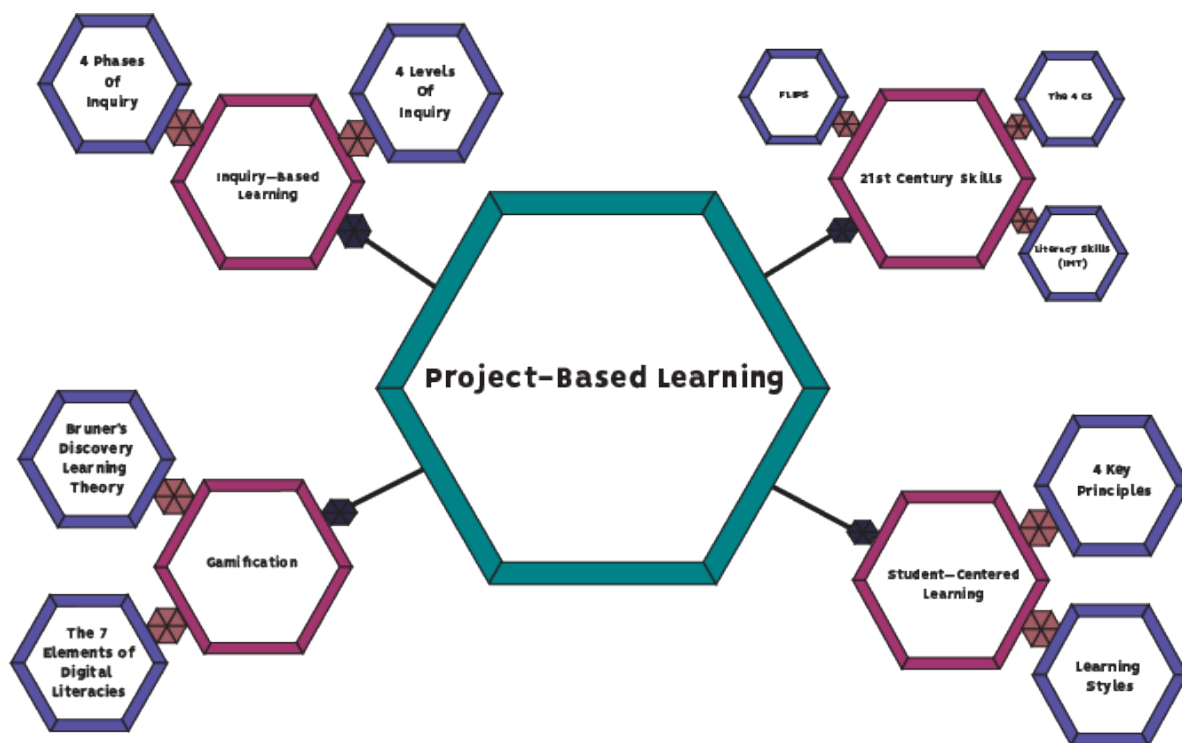 4 Phases
Of
Inquiry
4 Levels
Of
Inquiry
Inquiry–Based
Learning
FLIPS
The 4 Cs
21st Century Skills
Literacy Skills
(IMT)
Project–Based Learning
Bruner's
Discovery
Learning
Theory
Gamification
The 7
Elements of
Digital
Literacies
4 Key
Principles
Student–Centered
Learning
Learning
Styles